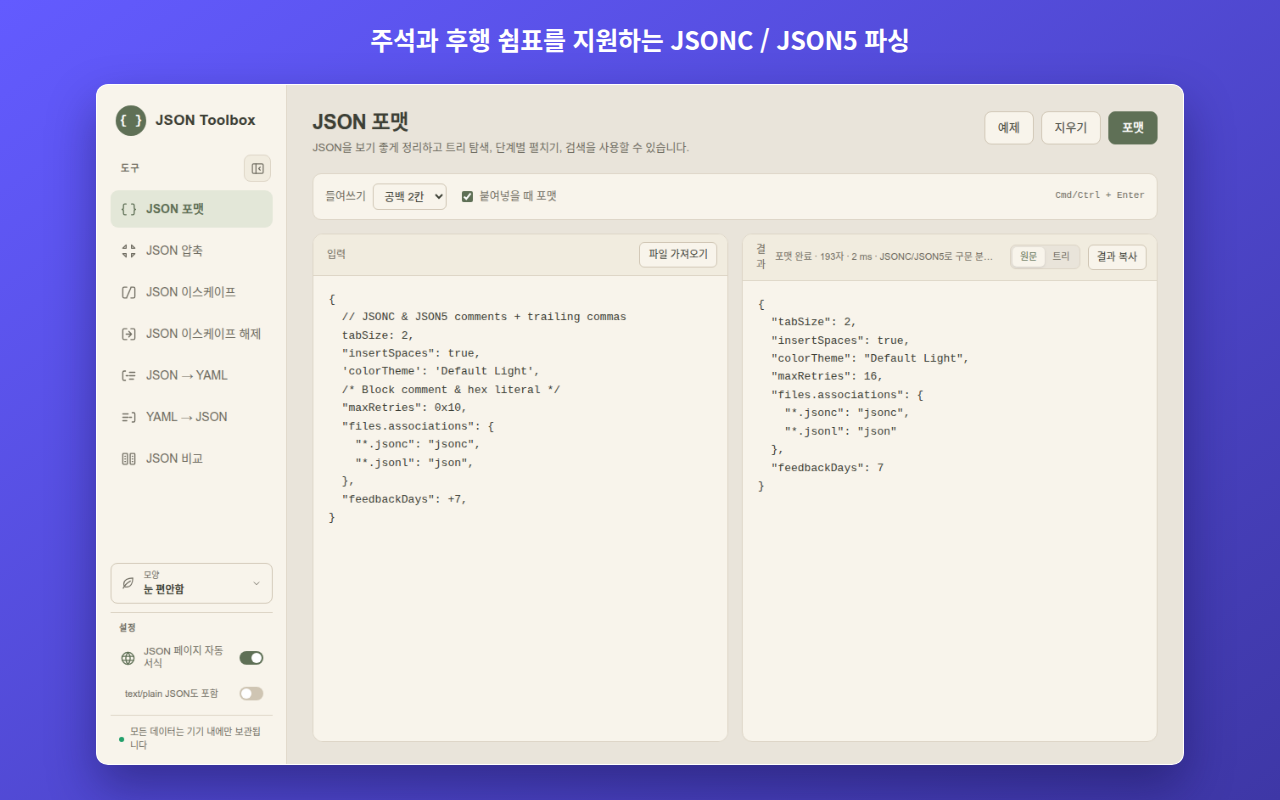 주석과 후행 쉼표를 지원하는 JSONC / JSON5 파싱
{ } JSON Toolbox
도구
JSON 포맷
JSON 압축
JSON 이스케이프
JSON 이스케이프 해제
JSON → YAML
YAML → JSON
JSON 비교
모양
눈 편안함
설정
JSON 페이지 자동
서식
text/plain JSON도 포함
모든 데이터는 기기 내에만 보관됩
니다
JSON 포맷
JSON을 보기 좋게 정리하고 트리 탐색, 단계별 펼치기, 검색을 사용할 수 있습니다.
예제 지우기 포맷
들여쓰기 공백 2칸 붙여넣을 때 포맷 Cmd/Ctrl + Enter
입력 파일 가져오기
{
  // JSONC & JSON5 comments + trailing commas
  tabSize: 2,
  "insertSpaces": true,
  'colorTheme': 'Default Light',
  /* Block comment & hex literal */
  "maxRetries": 0x10,
  "files.associations": {
    "*.jsonc": "jsonc",
    "*.jsonl": "json",
  },
  "feedbackDays": +7,
}
결
과
포맷 완료 · 193자 · 2 ms · JSONC/JSON5로 구문 분… 원문 트리 결과 복사
{
  "tabSize": 2,
  "insertSpaces": true,
  "colorTheme": "Default Light",
  "maxRetries": 16,
  "files.associations": {
    "*.jsonc": "jsonc",
    "*.jsonl": "json"
  },
  "feedbackDays": 7
}